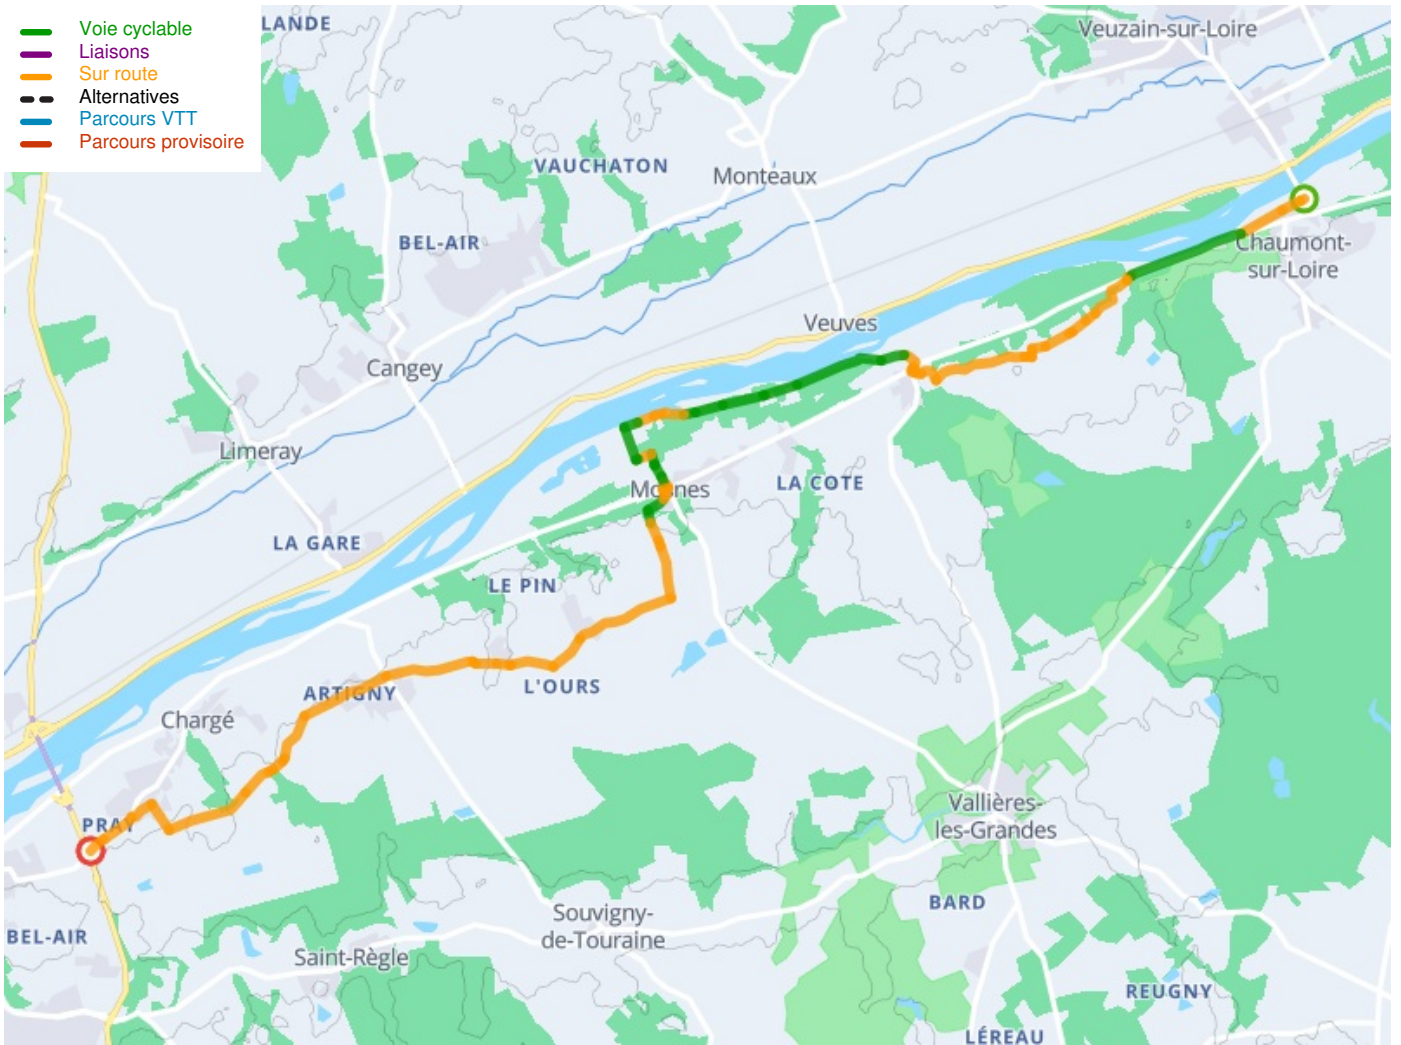 Voie cyclable
Liaisons
Sur route
Alternatives
Parcours VTT
Parcours provisoire
LANDE
Veuzain-sur-Loire
VAUCHATON
Monteaux
BEL-AIR
Chaumont-
sur-Loire
Veuves
Cangey
Limeray
Mosnes
LA COTE
LA GARE
LE PIN
L'OURS
ARTIGNY
Chargé
PRAY
Vallières-
les-Grandes
BARD
Souvigny-
de-Touraine
BEL-AIR
Saint-Règle
REUGNY
LÉREAU